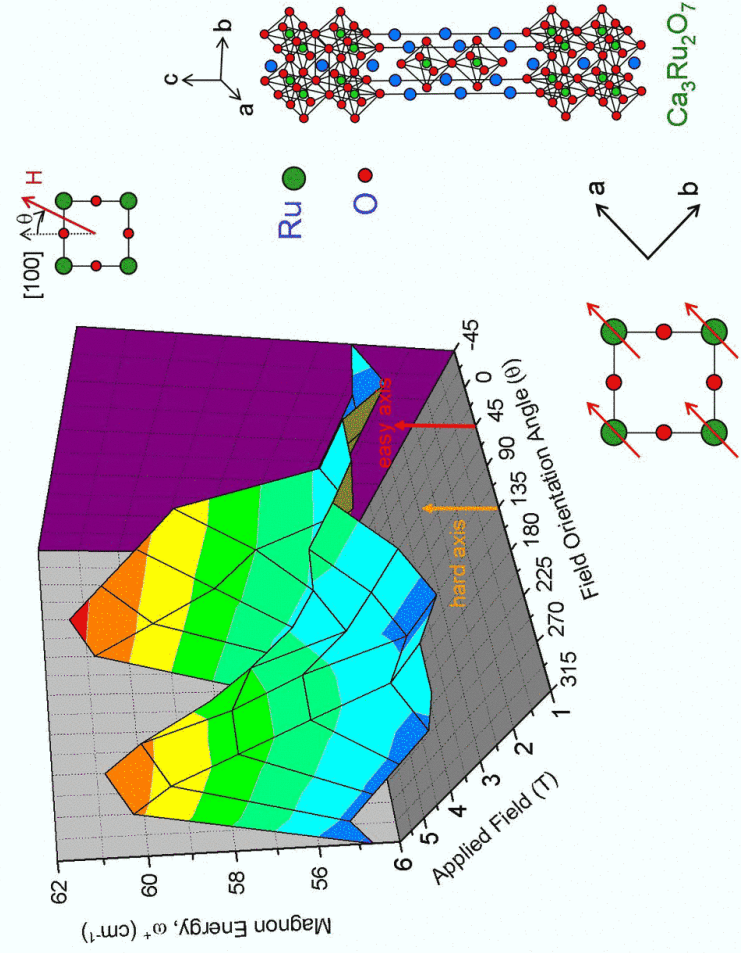 62
60
58
56
Magnon Energy, ω⁺ (cm⁻¹)
6
5
4
3
2
1
Applied Field (T)
315
270
225
180
135
90
45
0
-45
Field Orientation Angle (θ)
hard axis
easy axis
[100]
θ
H
Ru
O
a
b
c
a
b
Ca₃Ru₂O₇